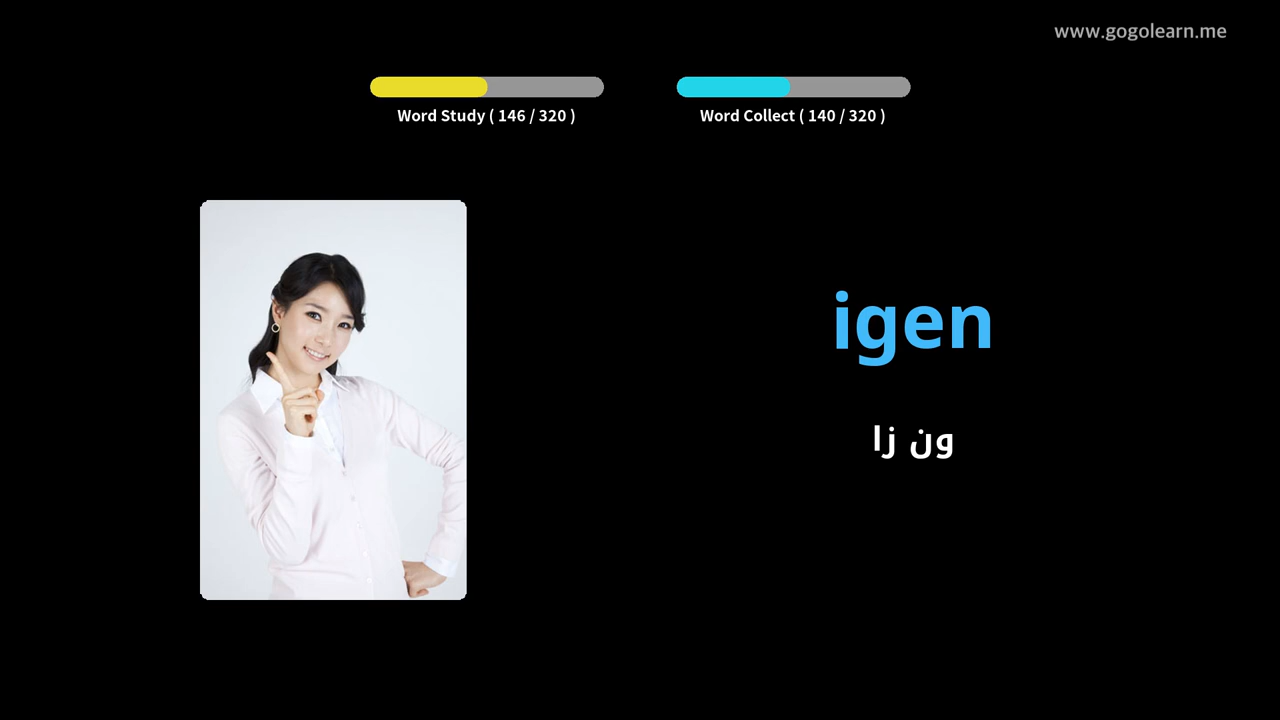 www.gogolearn.me
Word Study ( 146 / 320 )
Word Collect ( 140 / 320 )
igen
ون زا